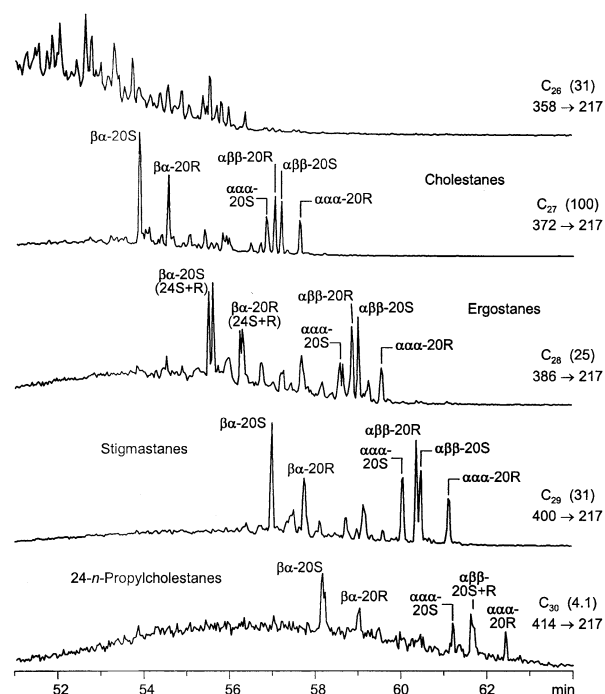 C₂₆ (31)
358 → 217
βα-20S
βα-20R
αββ-20R
αββ-20S
ααα-
20S
ααα-20R
Cholestanes
C₂₇ (100)
372 → 217
βα-20S
(24S+R)
βα-20R
(24S+R)
αββ-20R
αββ-20S
ααα-
20S
ααα-20R
Ergostanes
C₂₈ (25)
386 → 217
Stigmastanes
βα-20S
βα-20R
αββ-20R
αββ-20S
ααα-
20S
ααα-20R
C₂₉ (31)
400 → 217
24-n-Propylcholestanes
βα-20S
βα-20R
ααα-
20S
αββ-
20S+R
ααα-
20R
C₃₀ (4.1)
414 → 217
52 54 56 58 60 62 min